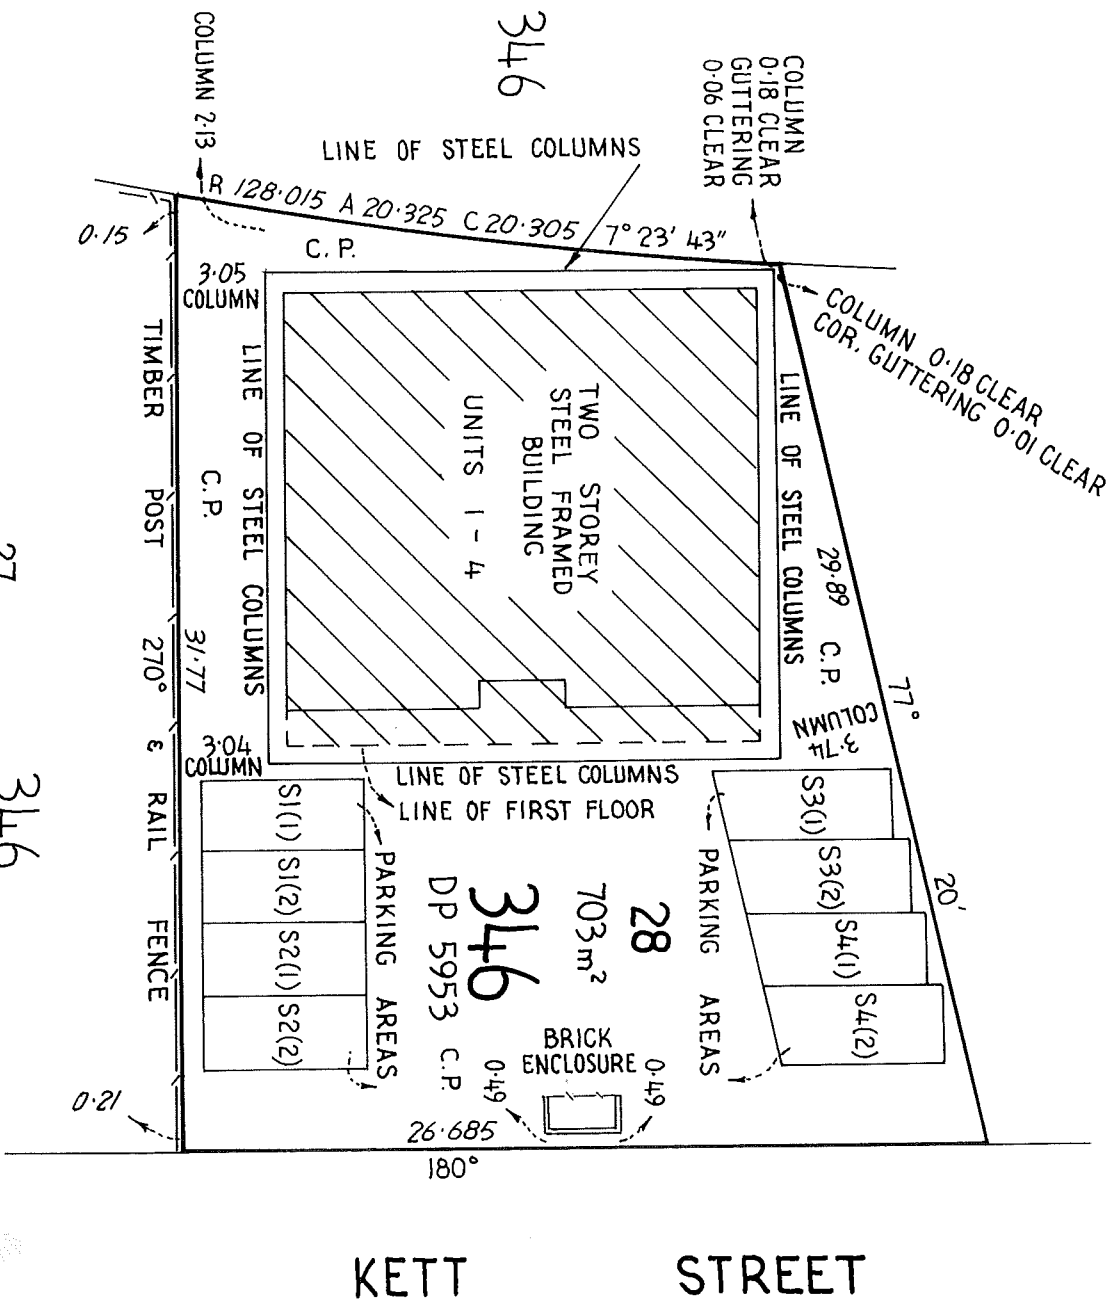 346
COLUMN 2·13
COLUMN
0·18 CLEAR
GUTTERING
0·06 CLEAR
LINE OF STEEL COLUMNS
R 128·015 A 20·325 C 20·305 7° 23' 43"
0·15
C. P.
3·05
COLUMN
COLUMN 0·18 CLEAR
COR. GUTTERING 0·01 CLEAR
TIMBER POST & RAIL FENCE
LINE OF STEEL COLUMNS
C. P.
270°
31·77
TWO STOREY
STEEL FRAMED
BUILDING
UNITS 1 - 4
LINE OF STEEL COLUMNS
29·89
C. P.
77° 20'
3·74
COLUMN
27
346
3·04
COLUMN
LINE OF STEEL COLUMNS
LINE OF FIRST FLOOR
S1(1)
S1(2)
S2(1)
S2(2)
PARKING AREAS
S3(1)
S3(2)
S4(1)
S4(2)
PARKING AREAS
28
703 m²
346
DP 5953
C. P.
BRICK
ENCLOSURE
0·49
0·49
0·21
26·685
180°
KETT STREET